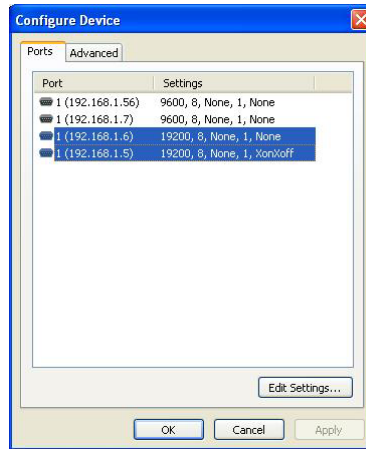 Configure Device
Ports Advanced
Port Settings
1 (192.168.1.56) 9600, 8, None, 1, None
1 (192.168.1.7) 9600, 8, None, 1, None
1 (192.168.1.6) 19200, 8, None, 1, None
1 (192.168.1.5) 19200, 8, None, 1, XonXoff
Edit Settings...
OK Cancel Apply